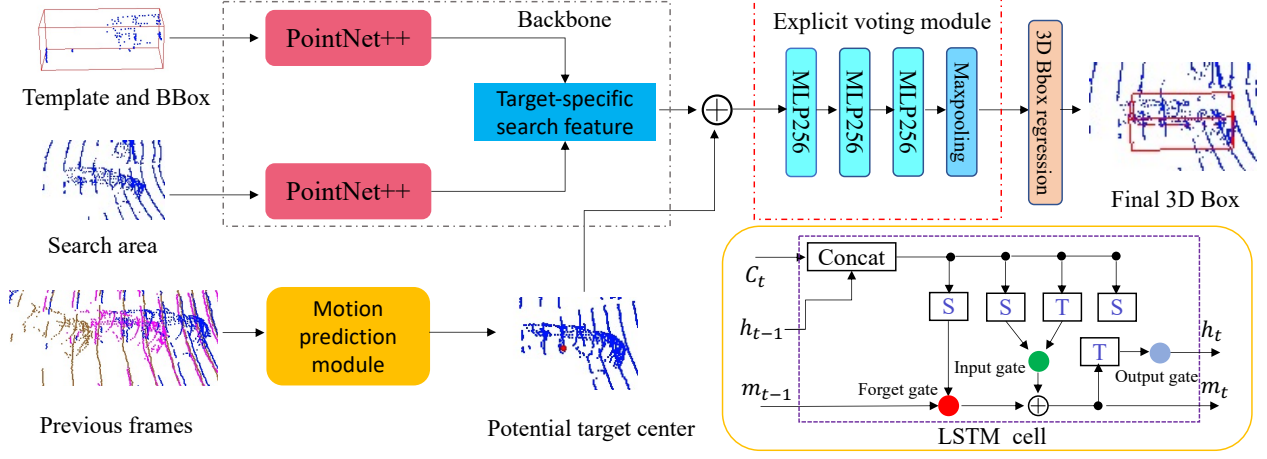 Backbone
Explicit voting module
PointNet++
Template and BBox
Target-specific
search feature
MLP256
MLP256
MLP256
Maxpooling
3D Bbox regression
PointNet++
Final 3D Box
Search area
Motion
prediction
module
Previous frames
Potential target center
C_t
Concat
h_{t-1}
S
S
T
S
T
h_t
Input gate
Output gate
m_{t-1}
Forget gate
m_t
LSTM cell